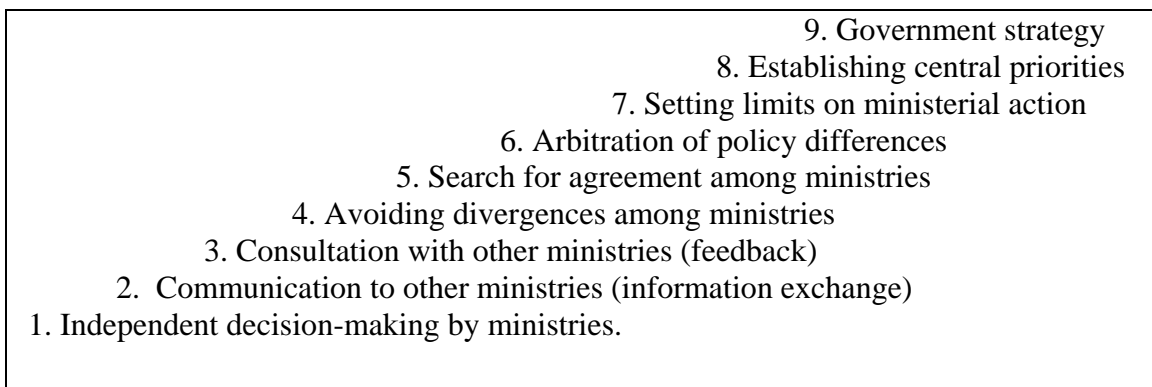 9. Government strategy
8. Establishing central priorities
7. Setting limits on ministerial action
6. Arbitration of policy differences
5. Search for agreement among ministries
4. Avoiding divergences among ministries
3. Consultation with other ministries (feedback)
2.  Communication to other ministries (information exchange)
1. Independent decision-making by ministries.